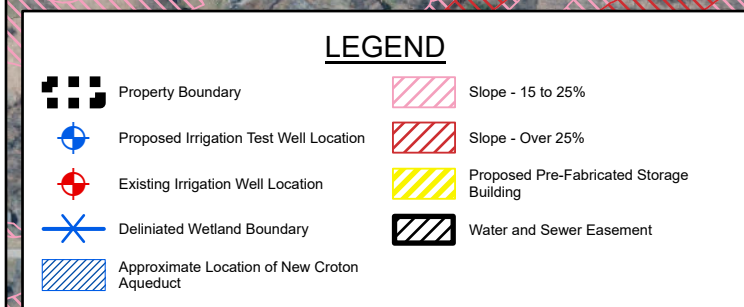 LEGEND
Property Boundary
Proposed Irrigation Test Well Location
Existing Irrigation Well Location
Deliniated Wetland Boundary
Approximate Location of New Croton
Aqueduct
Slope - 15 to 25%
Slope - Over 25%
Proposed Pre-Fabricated Storage
Building
Water and Sewer Easement